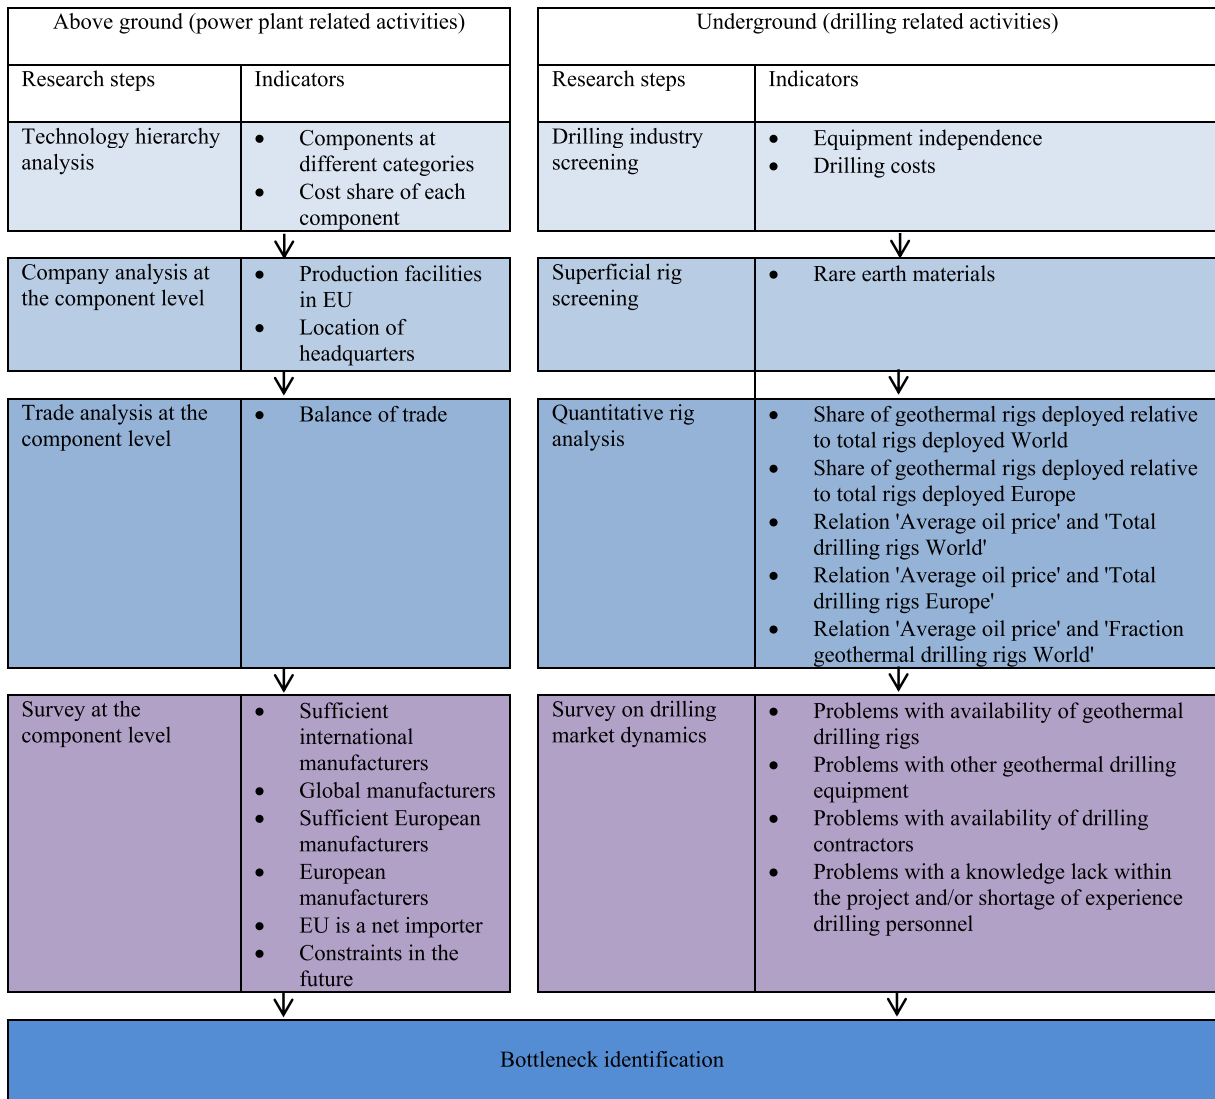 Above ground (power plant related activities)
Research steps
Indicators
Technology hierarchy
analysis
• Components at
different categories
• Cost share of each
component
Company analysis at
the component level
• Production facilities
in EU
• Location of
headquarters
Trade analysis at the
component level
• Balance of trade
Survey at the
component level
• Sufficient
international
manufacturers
• Global manufacturers
• Sufficient European
manufacturers
• European
manufacturers
• EU is a net importer
• Constraints in the
future
Underground (drilling related activities)
Research steps
Indicators
Drilling industry
screening
• Equipment independence
• Drilling costs
Superficial rig
screening
• Rare earth materials
Quantitative rig
analysis
• Share of geothermal rigs deployed relative
to total rigs deployed World
• Share of geothermal rigs deployed relative
to total rigs deployed Europe
• Relation 'Average oil price' and 'Total
drilling rigs World'
• Relation 'Average oil price' and 'Total
drilling rigs Europe'
• Relation 'Average oil price' and 'Fraction
geothermal drilling rigs World'
Survey on drilling
market dynamics
• Problems with availability of geothermal
drilling rigs
• Problems with other geothermal drilling
equipment
• Problems with availability of drilling
contractors
• Problems with a knowledge lack within
the project and/or shortage of experience
drilling personnel
Bottleneck identification